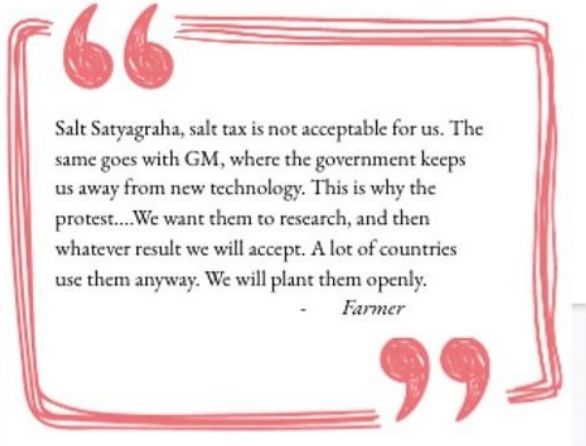 Salt Satyagraha, salt tax is not acceptable for us. The
same goes with GM, where the government keeps
us away from new technology. This is why the
protest....We want them to research, and then
whatever result we will accept. A lot of countries
use them anyway. We will plant them openly.
- Farmer